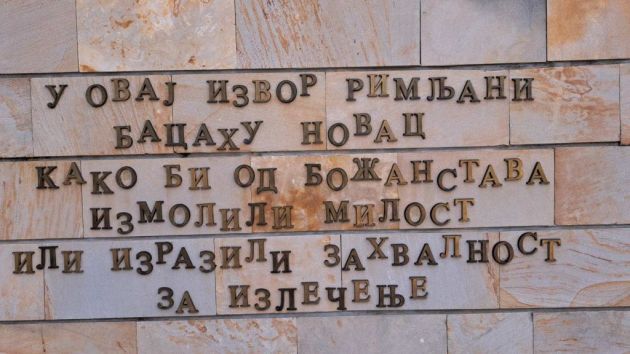 У ОВАЈ ИЗВОР РИМЉАНИ
БАЦАХУ НОВАЦ
КАКО БИ ОД БОЖАНСТАВА
ИЗМОЛИЛИ МИЛОСТ
ИЛИ ИЗРАЗИЛИ ЗАХВАЛНОСТ
ЗА ИЗЛЕЧЕЊЕ